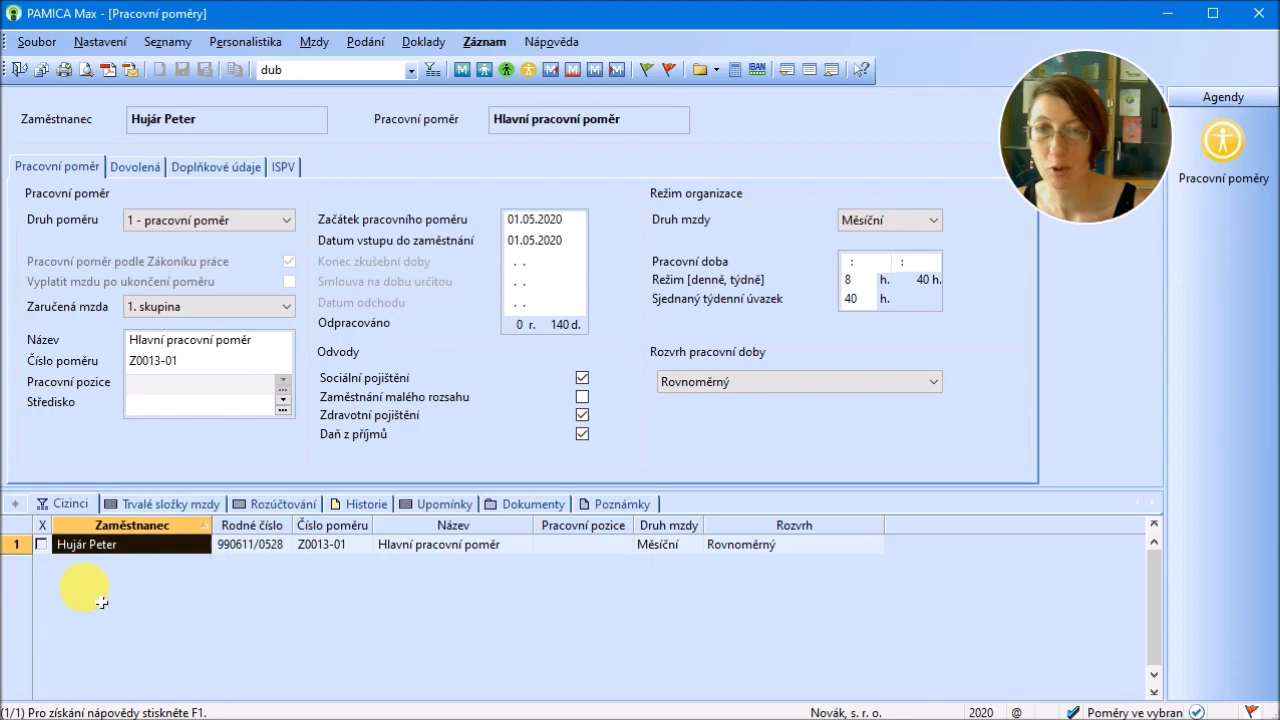 PAMICA Max - [Pracovní poměry]
Soubor Nastavení Seznamy Personalistika Mzdy Podání Doklady Záznam Nápověda
dub IBAN
Agendy
Pracovní poměry
Zaměstnanec Hujár Peter Pracovní poměr Hlavní pracovní poměr
Pracovní poměr Dovolená Doplňkové údaje ISPV
Pracovní poměr
Druh poměru 1 - pracovní poměr
Pracovní poměr podle Zákoníku práce
Vyplatit mzdu po ukončení poměru
Zaručená mzda 1. skupina
Název Hlavní pracovní poměr
Číslo poměru Z0013-01
Pracovní pozice
Středisko
Začátek pracovního poměru 01.05.2020
Datum vstupu do zaměstnání 01.05.2020
Konec zkušební doby . .
Smlouva na dobu určitou . .
Datum odchodu . .
Odpracováno 0 r. 140 d.
Odvody
Sociální pojištění
Zaměstnání malého rozsahu
Zdravotní pojištění
Daň z příjmů
Režim organizace
Druh mzdy Měsíční
Pracovní doba : :
Režim [denně, týdně] 8 h. 40 h.
Sjednaný týdenní úvazek 40 h.
Rozvrh pracovní doby
Rovnoměrný
Cizinci Trvalé složky mzdy Rozúčtování Historie Upomínky Dokumenty Poznámky
X Zaměstnanec Rodné číslo Číslo poměru Název Pracovní pozice Druh mzdy Rozvrh
1 Hujár Peter 990611/0528 Z0013-01 Hlavní pracovní poměr Měsíční Rovnoměrný
(1/1) Pro získání nápovědy stiskněte F1. Novák, s. r. o. 2020 @ Poměry ve vybran